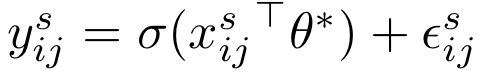 $y_{ij}^{s} = \sigma({x_{ij}^{s}}^{\top} \theta^{*}) + \epsilon_{ij}^{s}$